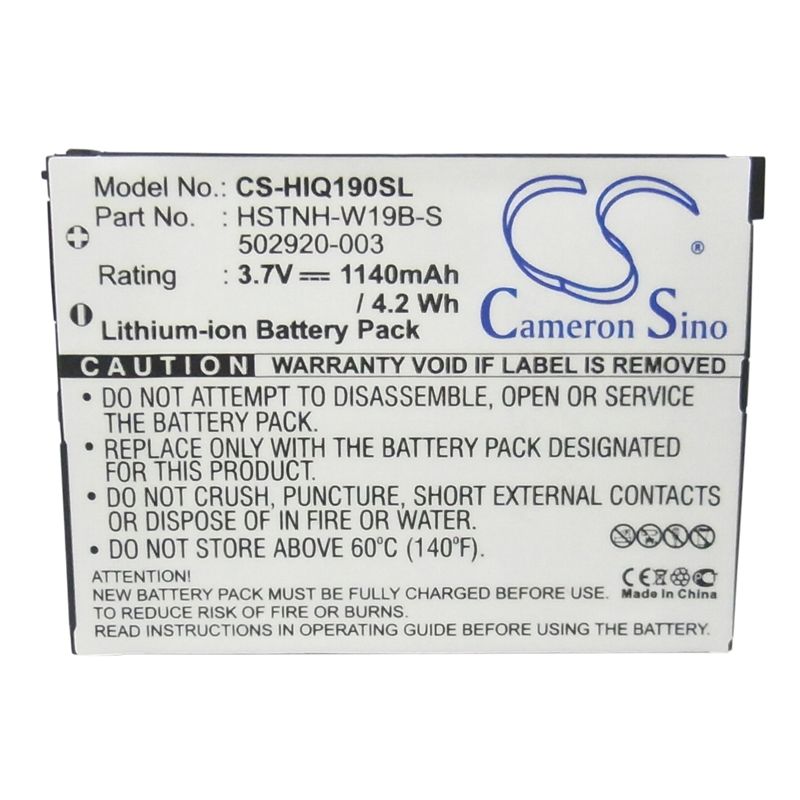 Model No. : CS-HIQ190SL
Part No. : HSTNH-W19B-S
502920-003
Rating : 3.7V 1140mAh
/ 4.2 Wh
Lithium-ion Battery Pack
CS
®
Cameron Sino
CAUTION WARRANTY VOID IF LABEL IS REMOVED
• DO NOT ATTEMPT TO DISASSEMBLE, OPEN OR SERVICE
THE BATTERY PACK.
• REPLACE ONLY WITH THE BATTERY PACK DESIGNATED
FOR THIS PRODUCT.
• DO NOT CRUSH, PUNCTURE, SHORT EXTERNAL CONTACTS
OR DISPOSE OF IN FIRE OR WATER.
• DO NOT STORE ABOVE 60°C (140°F).
ATTENTION:
NEW BATTERY PACK MUST BE FULLY CHARGED BEFORE USE
TO REDUCE RISK OF FIRE OR BURNS.
READ INSTRUCTIONS IN OPERATING GUIDE BEFORE USING THE BATTERY.
CE
MADE IN CHINA